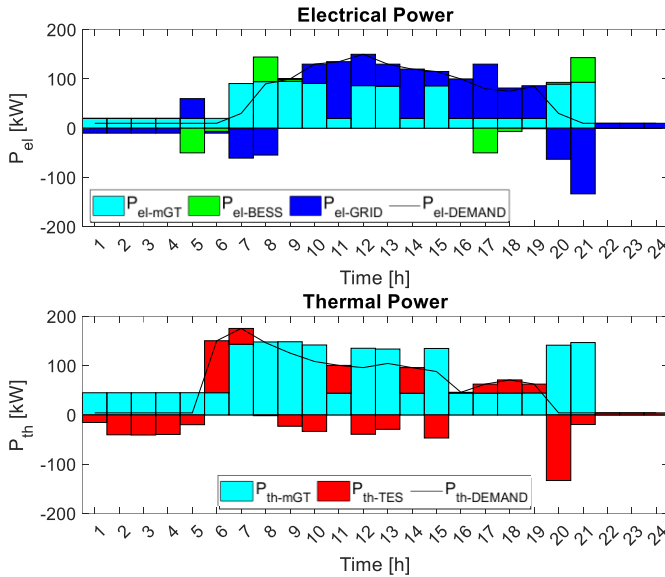 Electrical Power
200
100
0
-100
-200
P_el [kW]
P_el-mGT P_el-BESS P_el-GRID P_el-DEMAND
1 2 3 4 5 6 7 8 9 10 11 12 13 14 15 16 17 18 19 20 21 22 23 24
Time [h]
Thermal Power
200
100
0
-100
-200
P_th [kW]
P_th-mGT P_th-TES P_th-DEMAND
1 2 3 4 5 6 7 8 9 10 11 12 13 14 15 16 17 18 19 20 21 22 23 24
Time [h]